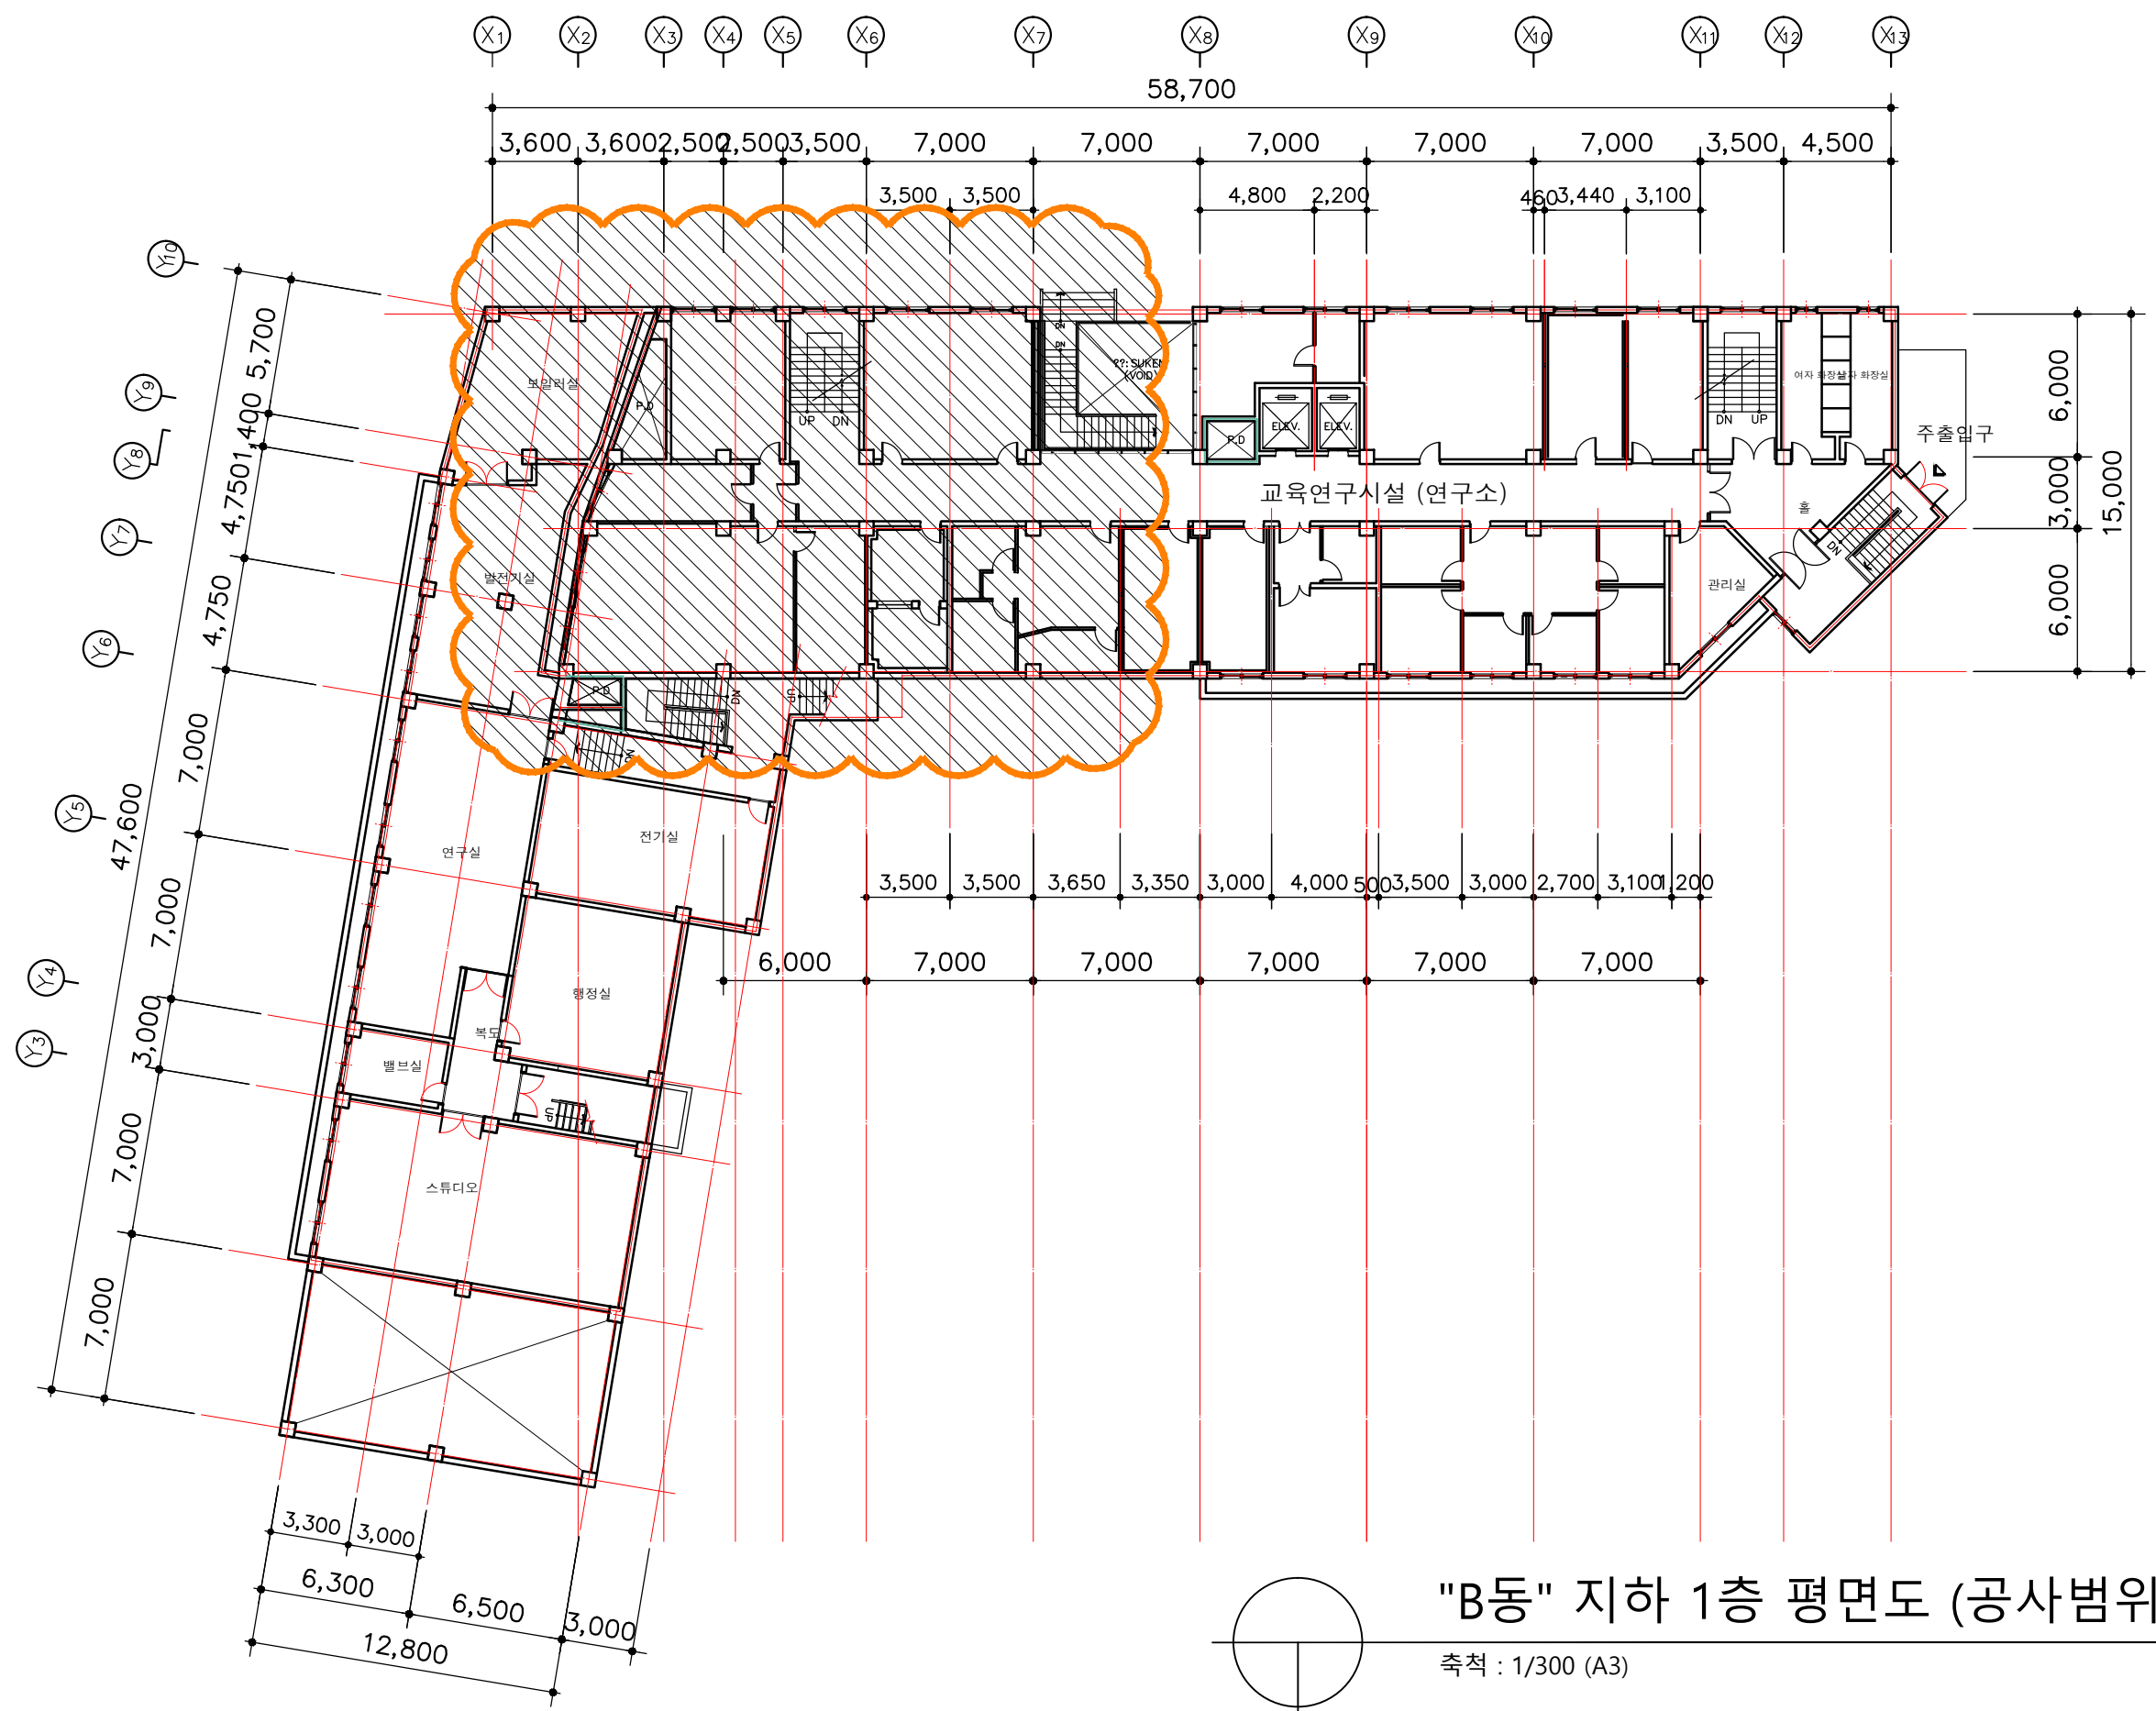 X1 X2 X3 X4 X5 X6 X7 X8 X9 X10 X11 X12 X13
58,700
3,600 3,600 2,500 2,500 3,500 7,000 7,000 7,000 7,000 7,000 3,500 4,500
3,500 3,500 4,800 2,200 460 3,440 3,100
Y10
Y9
Y8
Y7
Y6
Y5
Y4
Y3
5,700
1,400
4,750
4,750
7,000
7,000
3,000
7,000
7,000
47,600
6,000
3,000
6,000
15,000
보일러실
P.D
UP DN
DN
DN
??:SUKEN
(VOID)
P.D
ELEV. ELEV.
DN UP
여자 화장실
남자 화장실
주출입구
교육연구시설 (연구소)
홀
DN
발전기실
관리실
P.D
DN
UP
DN
전기실
연구실
행정실
복도
밸브실
UP
스튜디오
3,500 3,500 3,650 3,350 3,000 4,000 500 3,500 3,000 2,700 3,100 1,200
6,000 7,000 7,000 7,000 7,000 7,000
3,300 3,000
6,300 6,500 3,000
12,800
"B동" 지하 1층 평면도 (공사범위
축척 : 1/300 (A3)